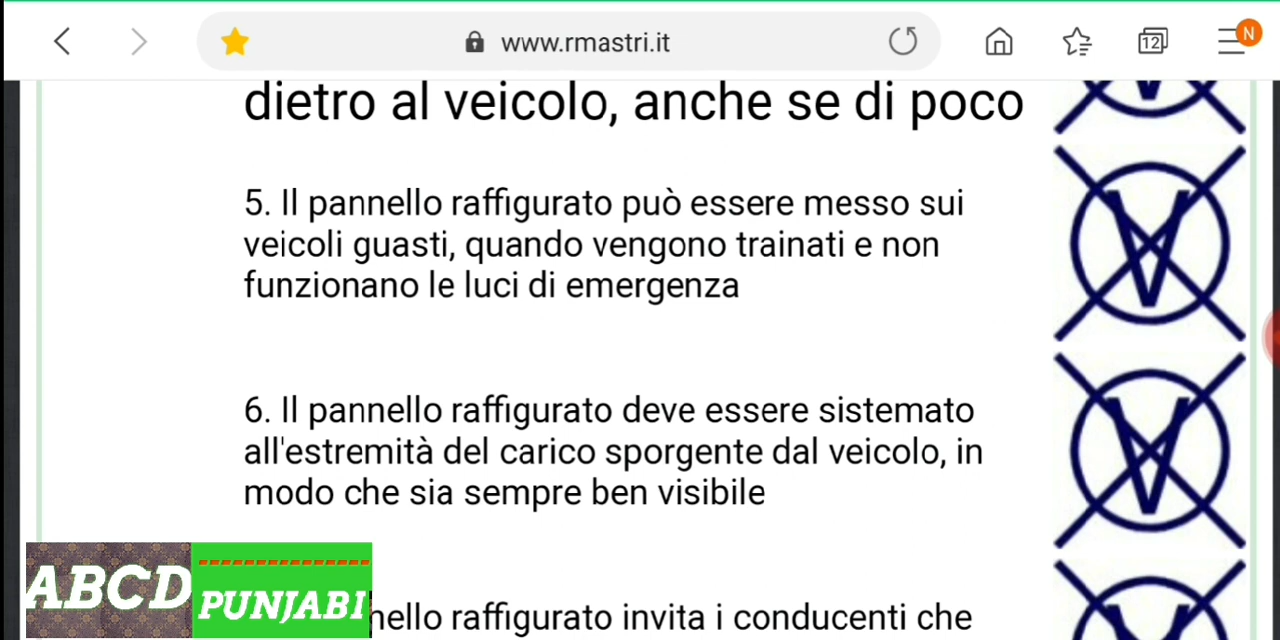 www.rmastri.it
12
N
dietro al veicolo, anche se di poco
5. Il pannello raffigurato può essere messo sui
veicoli guasti, quando vengono trainati e non
funzionano le luci di emergenza
V
6. Il pannello raffigurato deve essere sistemato
all'estremità del carico sporgente dal veicolo, in
modo che sia sempre ben visibile
V
ABCD PUNJABI
nello raffigurato invita i conducenti che